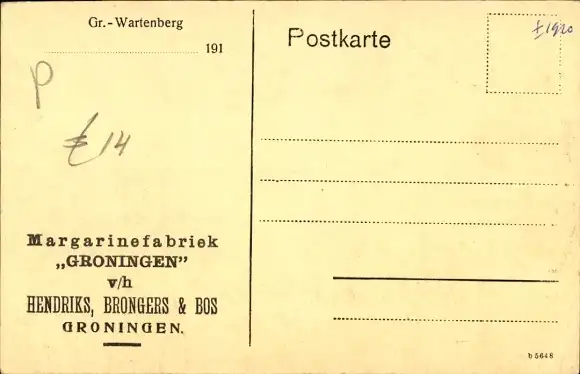 Gr.-Wartenberg
191
Postkarte
± 1920
P
€ 14
Margarinefabriek
„GRONINGEN”
v/h
HENDRIKS, BRONGERS & BOS
GRONINGEN.
b 5648